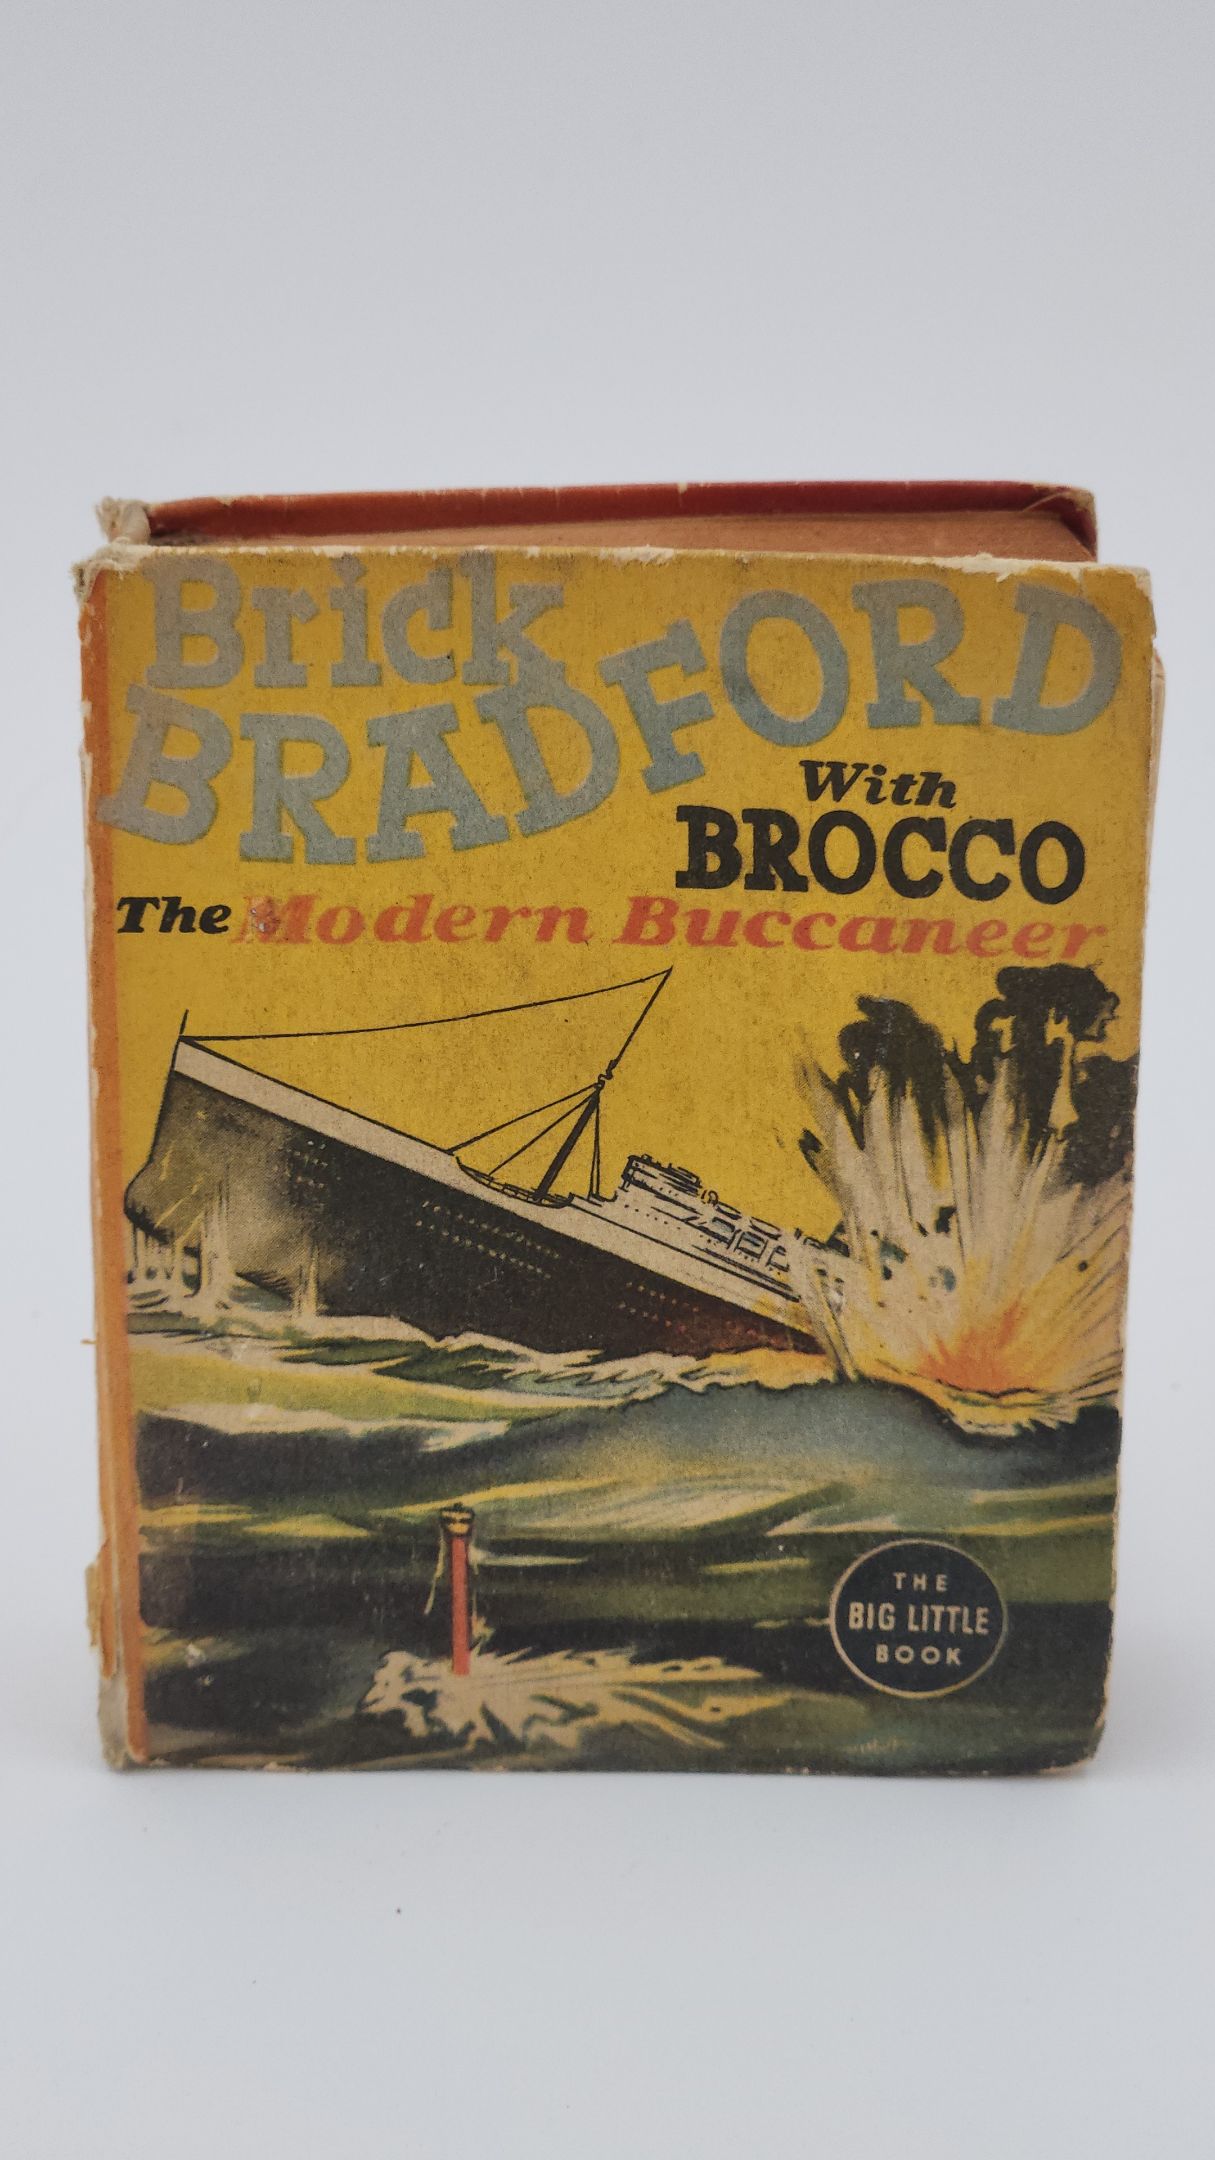 Brick
BRADFORD
With
BROCCO
The Modern Buccaneer
THE
BIG LITTLE
BOOK